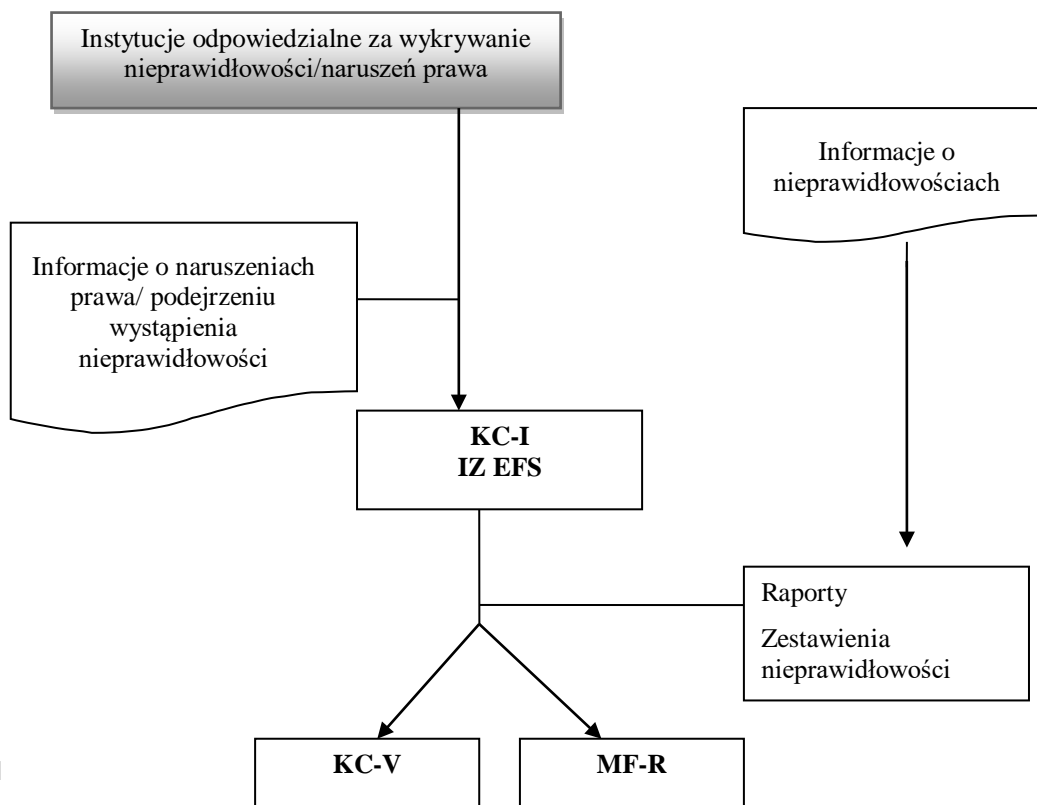 Instytucje odpowiedzialne za wykrywanie
nieprawidłowości/naruszeń prawa
Informacje o
nieprawidłowościach
Informacje o naruszeniach
prawa/ podejrzeniu
wystąpienia
nieprawidłowości
KC-I
IZ EFS
Raporty
Zestawienia
nieprawidłowości
KC-V
MF-R